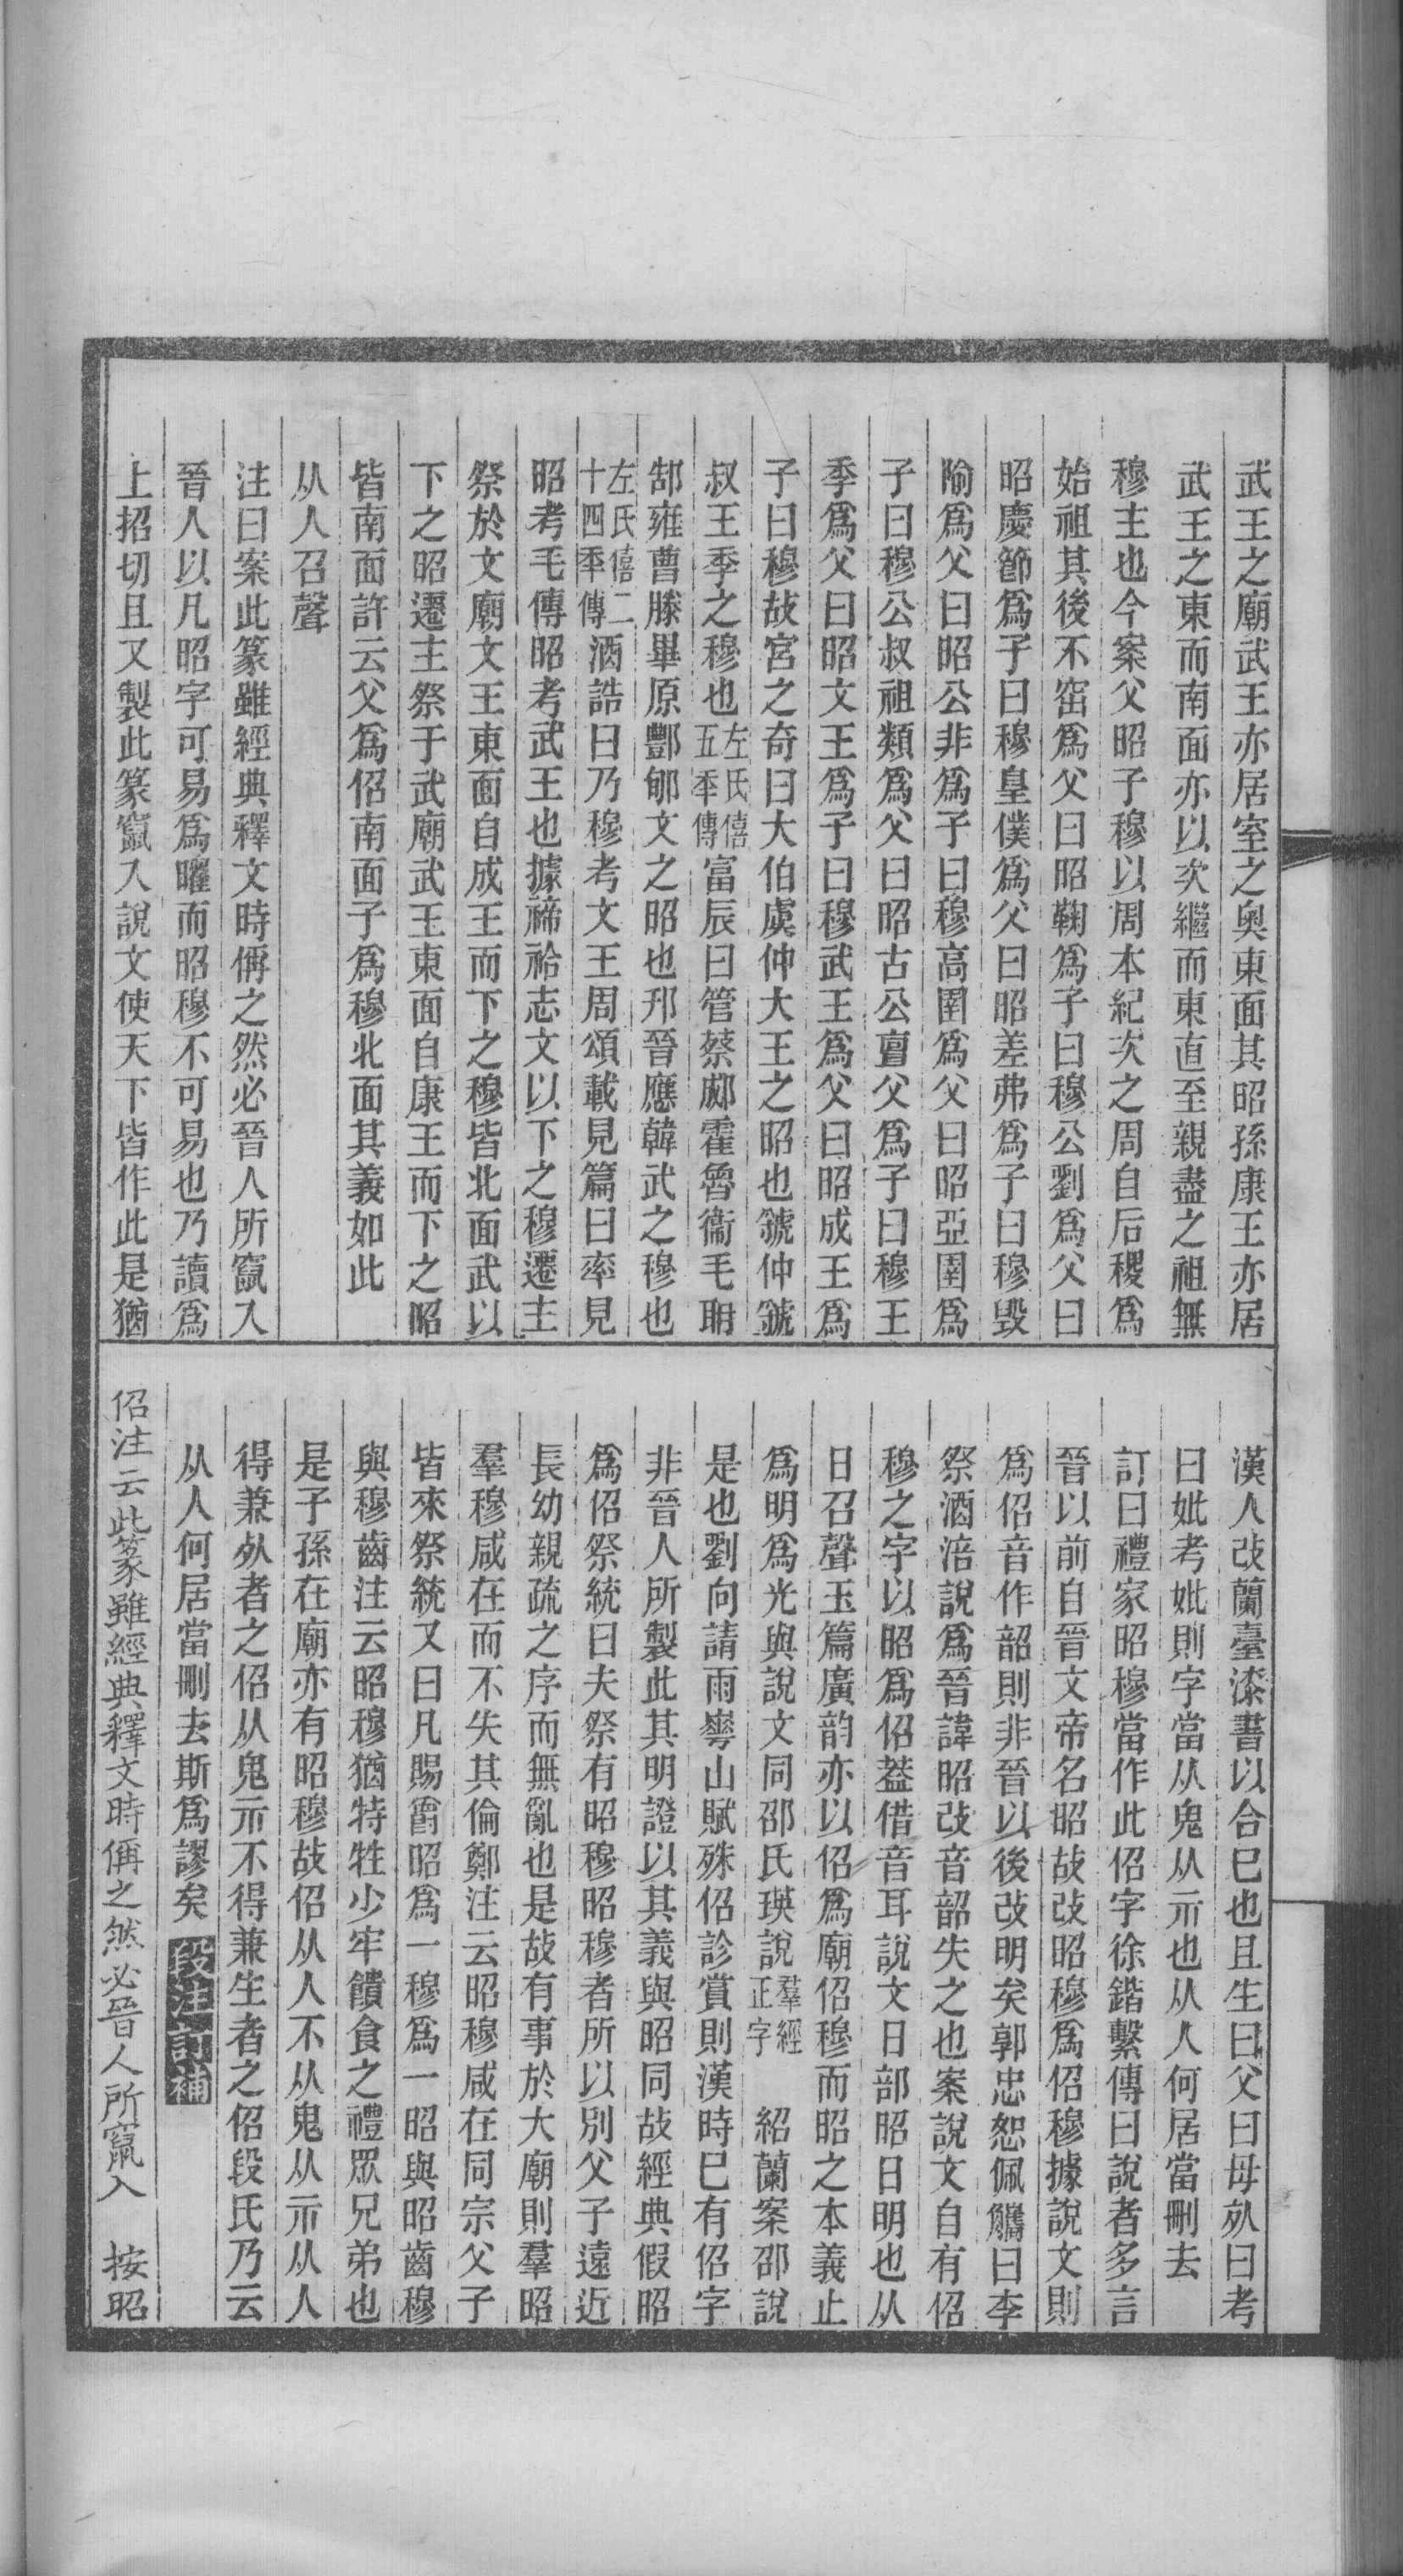 武王之廟武王亦居室之奥東面其昭孫康王亦居
武王之東而南面亦以次繼而東直至親盡之祖無
穆主也今案父昭子穆以周本紀次之周自后稷爲
始祖其後不窋爲父曰昭鞠爲子曰穆公劉爲父曰
昭慶節爲子曰穆皇僕爲父曰昭差弗爲子曰穆毀
隃爲父曰昭公非爲子曰穆高圉爲父曰昭亞圉爲
子曰穆公叔祖類爲父曰昭古公亶父爲子曰穆王
季爲父曰昭文王爲子曰穆武王爲父曰昭成王爲
子曰穆故宮之奇曰大伯虞仲大王之昭也虢仲虢
叔王季之穆也左氏僖五年傳富辰曰管蔡郕霍魯衞毛聃
郜雍曹滕畢原酆郇文之昭也邘晉應韓武之穆也
左氏僖二十四年傳酒誥曰乃穆考文王周頌載見篇曰率見
昭考毛傳昭考武王也據禘祫志文以下之穆遷主
祭於文廟文王東面自成王而下之穆皆北面武以
下之昭遷主祭于武廟武王東面自康王而下之昭
皆南面許云父爲佋南面子爲穆北面其義如此
从人召聲
注曰案此篆雖經典釋文時偁之然必晉人所竄入
晉人以凡昭字可易爲曜而昭穆不可易也乃讀爲
上招切且又製此篆竄入說文使天下皆作此是猶
漢人改蘭臺漆書以合已也且生曰父曰母𣦸曰考
曰妣考妣則字當从鬼从示也从人何居當刪去
訂曰禮家昭穆當作此佋字徐鍇繫傳曰說者多言
晉以前自晉文帝名昭故改昭穆爲佋穆據說文則
爲佋音作韶則非晉以後改明矣郭忠恕佩觿曰李
祭酒涪說爲晉諱昭改音韶失之也案說文自有佋
穆之字以昭爲佋葢借音耳說文日部昭日明也从
日召聲玉篇廣韵亦以佋爲廟佋穆而昭之本義止
爲明爲光與說文同邵氏瑛說羣經正字　紹蘭案邵說
是也劉向請雨華山賦殊佋診賞則漢時已有佋字
非晉人所製此其明證以其義與昭同故經典假昭
爲佋祭統曰夫祭有昭穆昭穆者所以別父子遠近
長幼親疏之序而無亂也是故有事於大廟則羣昭
羣穆咸在而不失其倫鄭注云昭穆咸在同宗父子
皆來祭統又曰凡賜爵昭爲一穆爲一昭與昭齒穆
與穆齒注云昭穆猶特牲少牢饋食之禮眾兄弟也
是子孫在廟亦有昭穆故佋从人不从鬼从示从人
得兼𣦸者之佋从鬼示不得兼生者之佋段氏乃云
从人何居當刪去斯爲謬矣　段注訂補
佋注云此篆雖經典釋文時偁之然必晉人所竄入　按昭